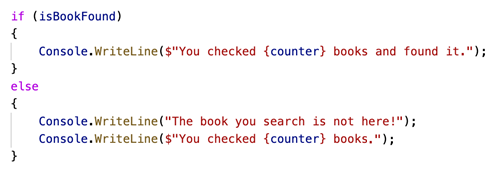 if (isBookFound)
{
    Console.WriteLine($"You checked {counter} books and found it.");
}
else
{
    Console.WriteLine("The book you search is not here!");
    Console.WriteLine($"You checked {counter} books.");
}